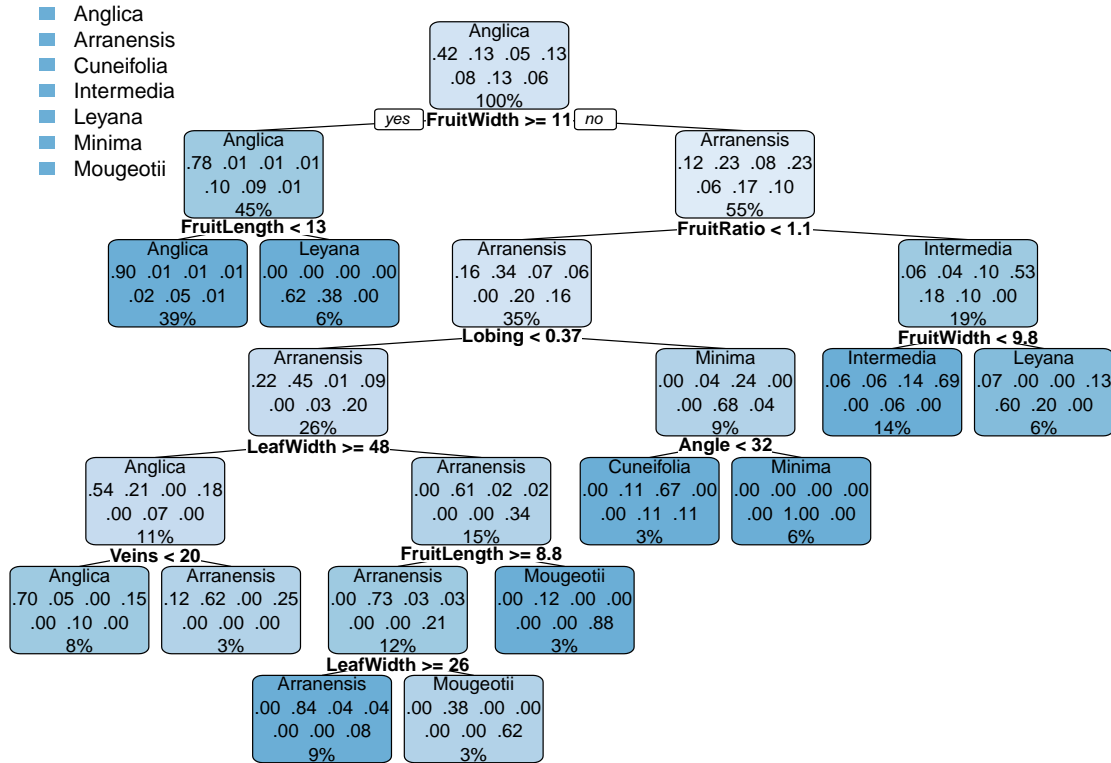 Anglica
Arranensis
Cuneifolia
Intermedia
Leyana
Minima
Mougeotii
Anglica
.42 .13 .05 .13
.08 .13 .06
100%
yes FruitWidth >= 11 no
Anglica
.78 .01 .01 .01
.10 .09 .01
45%
FruitLength < 13
Arranensis
.12 .23 .08 .23
.06 .17 .10
55%
FruitRatio < 1.1
Anglica
.90 .01 .01 .01
.02 .05 .01
39%
Leyana
.00 .00 .00 .00
.62 .38 .00
6%
Arranensis
.16 .34 .07 .06
.00 .20 .16
35%
Lobing < 0.37
Intermedia
.06 .04 .10 .53
.18 .10 .00
19%
FruitWidth < 9.8
Arranensis
.22 .45 .01 .09
.00 .03 .20
26%
LeafWidth >= 48
Minima
.00 .04 .24 .00
.00 .68 .04
9%
Angle < 32
Intermedia
.06 .06 .14 .69
.00 .06 .00
14%
Leyana
.07 .00 .00 .13
.60 .20 .00
6%
Anglica
.54 .21 .00 .18
.00 .07 .00
11%
Veins < 20
Arranensis
.00 .61 .02 .02
.00 .00 .34
15%
FruitLength >= 8.8
Cuneifolia
.00 .11 .67 .00
.00 .11 .11
3%
Minima
.00 .00 .00 .00
.00 1.00 .00
6%
Anglica
.70 .05 .00 .15
.00 .10 .00
8%
Arranensis
.12 .62 .00 .25
.00 .00 .00
3%
Arranensis
.00 .73 .03 .03
.00 .00 .21
12%
LeafWidth >= 26
Mougeotii
.00 .12 .00 .00
.00 .00 .88
3%
Arranensis
.00 .84 .04 .04
.00 .00 .08
9%
Mougeotii
.00 .38 .00 .00
.00 .00 .62
3%